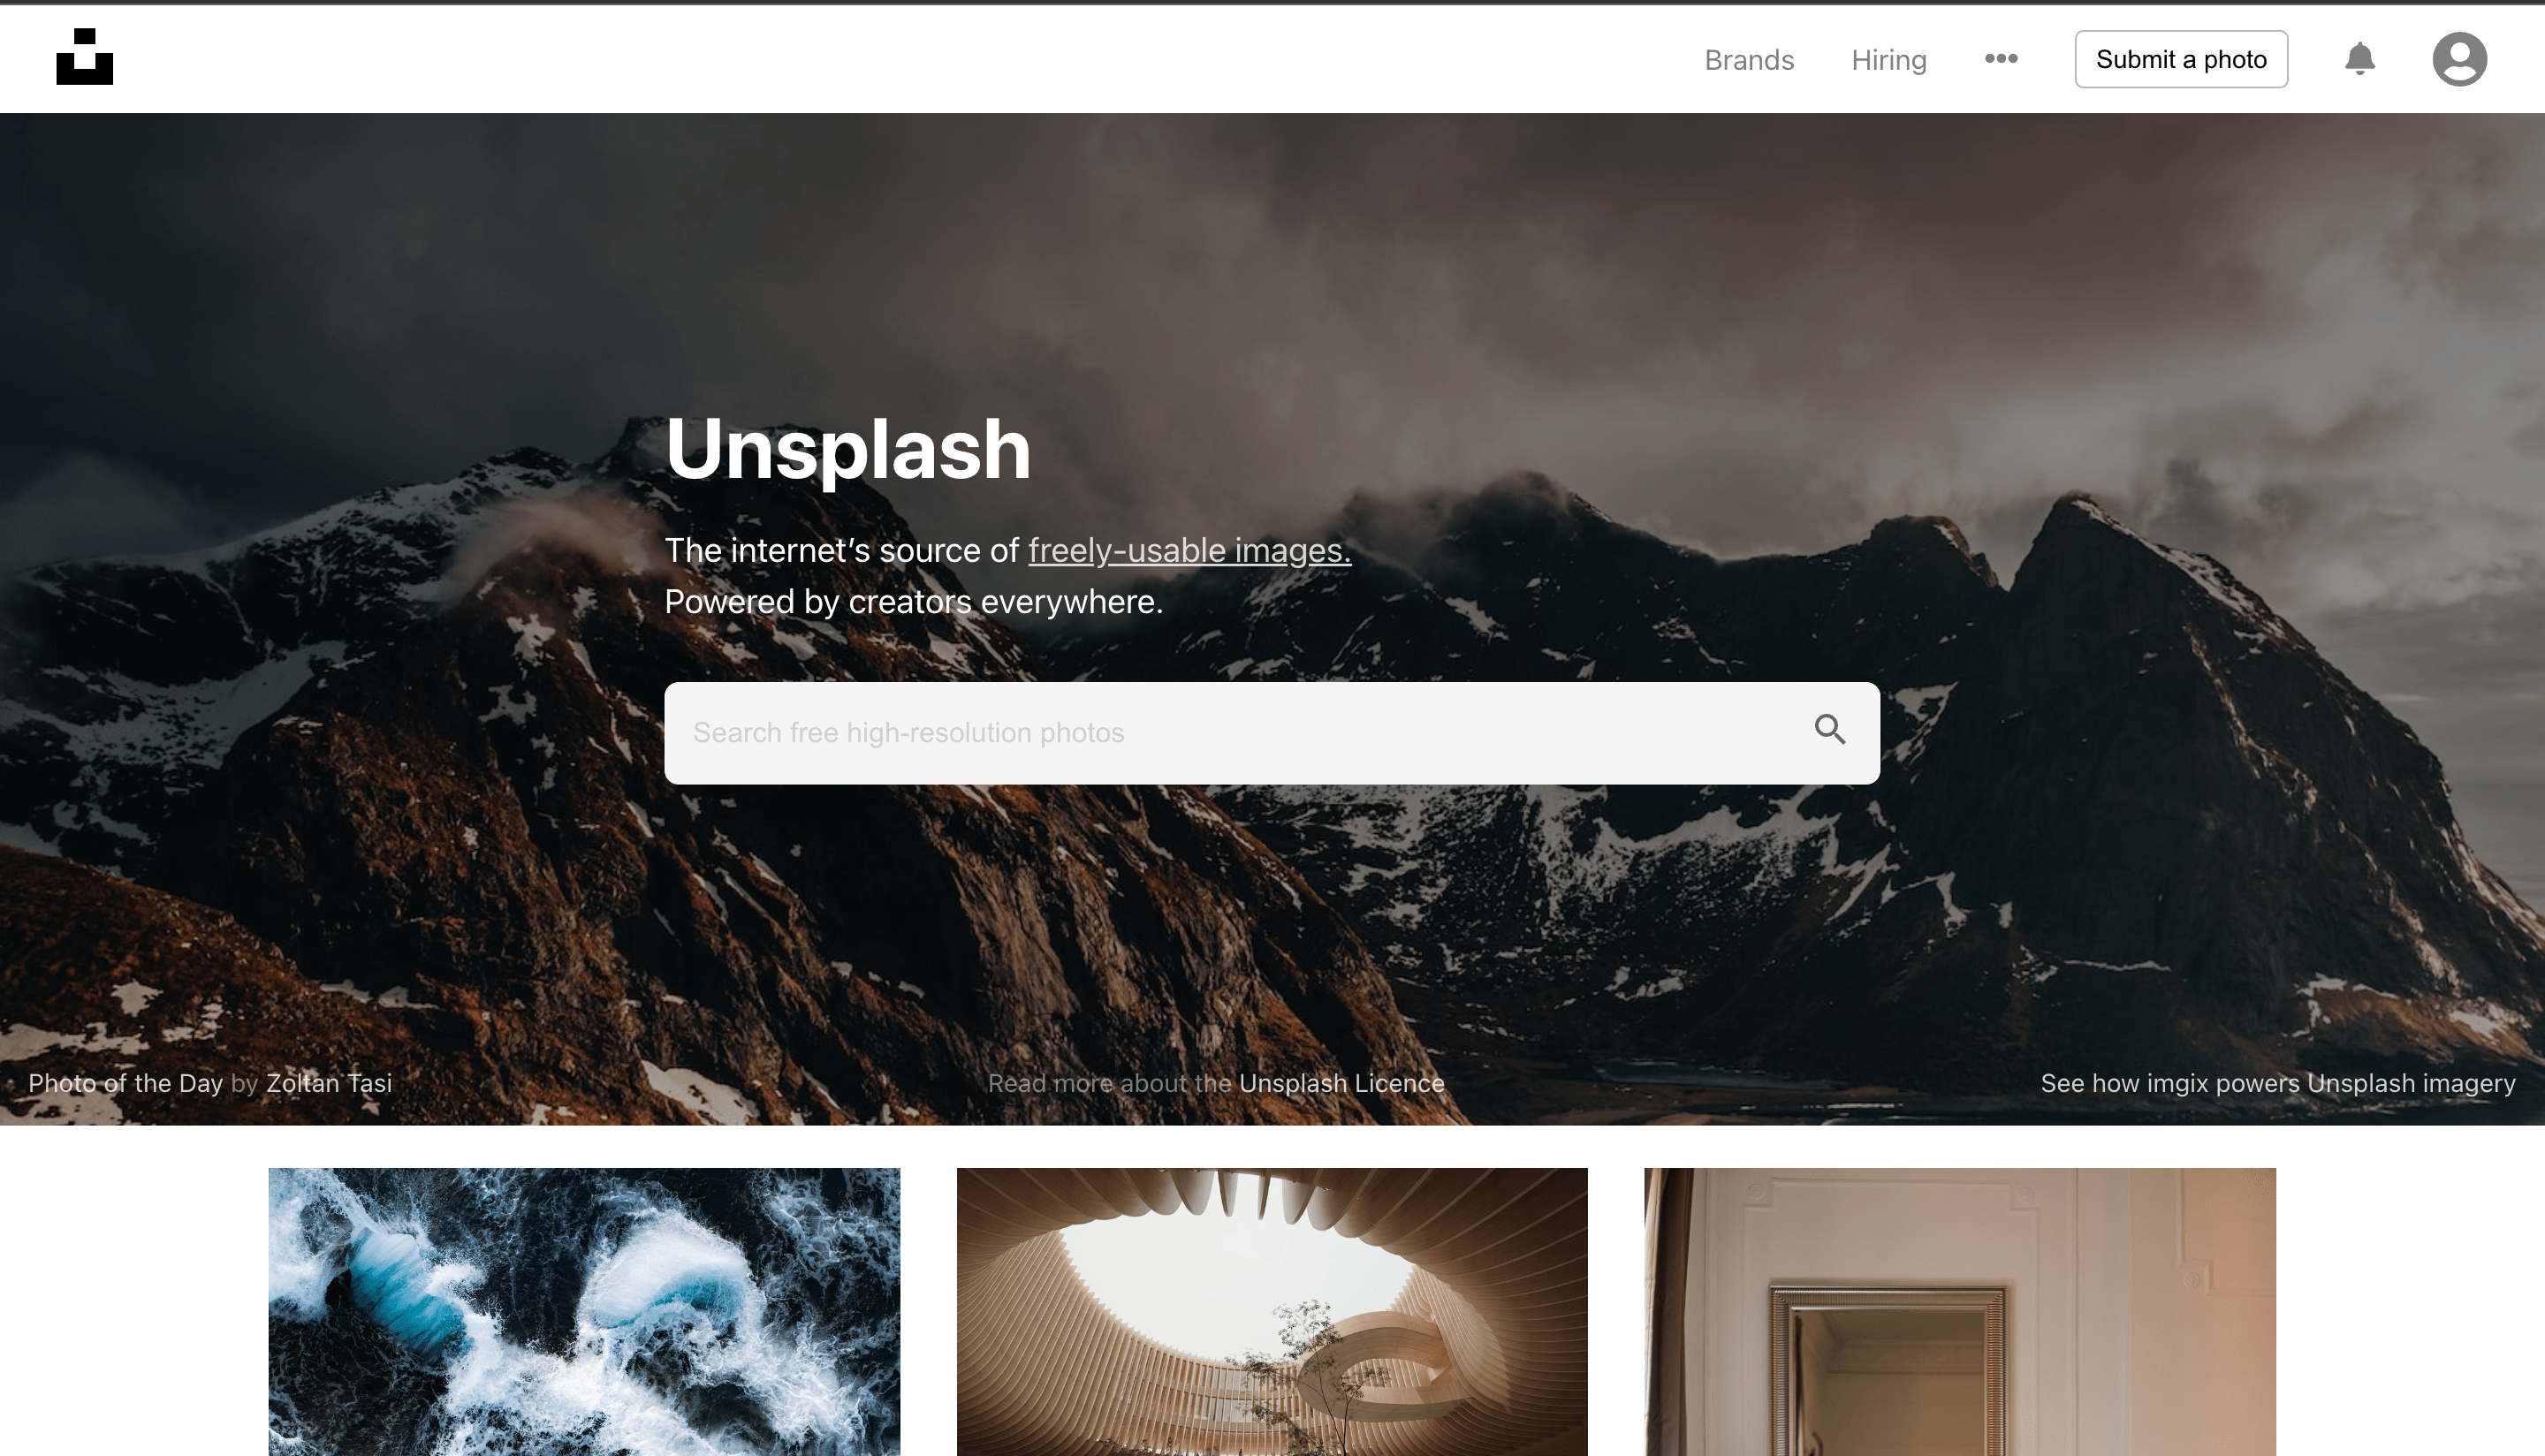 Brands Hiring ••• Submit a photo
Unsplash
The internet’s source of freely-usable images.
Powered by creators everywhere.
Search free high-resolution photos
Photo of the Day by Zoltan Tasi
Read more about the Unsplash Licence
See how imgix powers Unsplash imagery